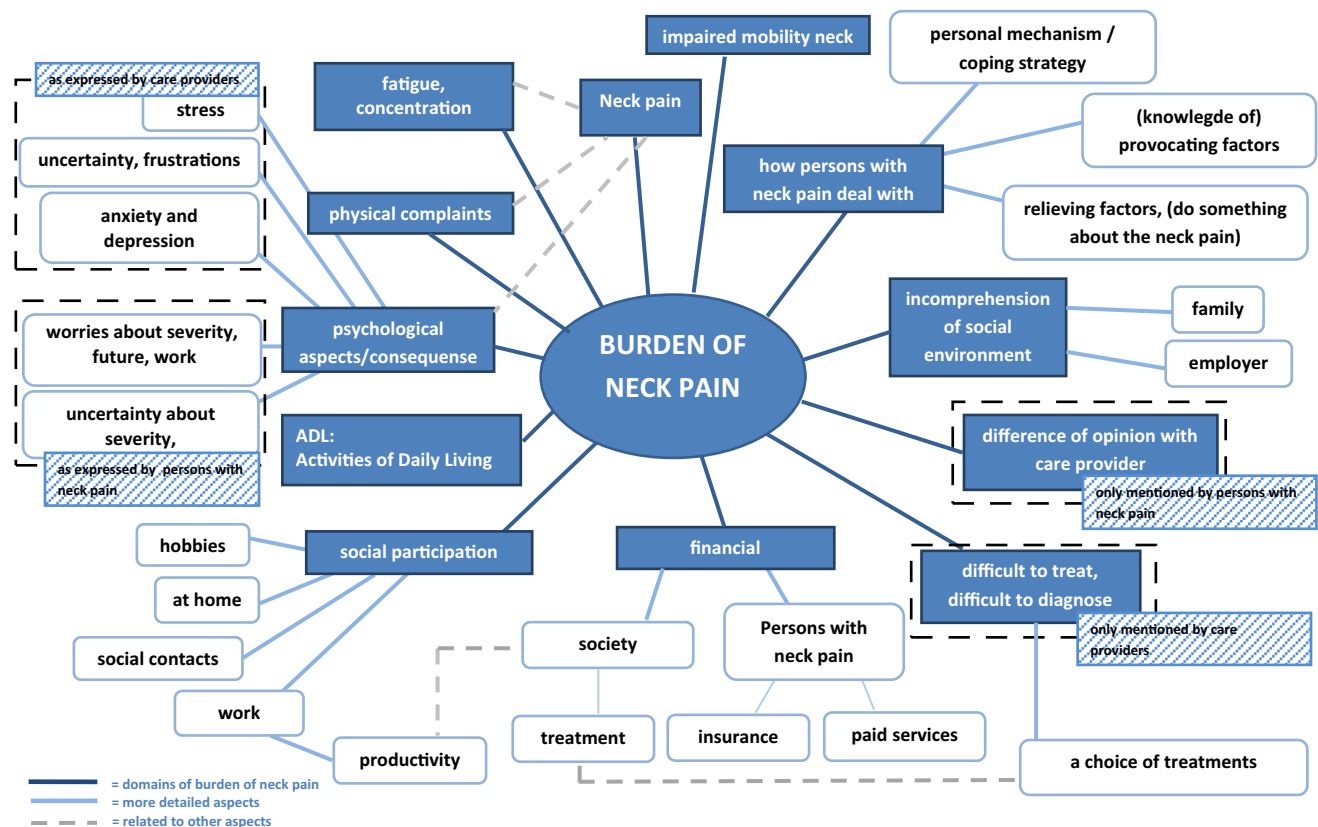 impaired mobility neck
personal mechanism /
coping strategy
as expressed by care providers
fatigue,
concentration
Neck pain
stress
(knowlegde of)
provocating factors
uncertainty, frustrations
how persons with
neck pain deal with
physical complaints
anxiety and
depression
relieving factors, (do something
about the neck pain)
incomprehension
of social
environment
family
employer
worries about severity,
future, work
psychological
aspects/consequense
BURDEN OF
NECK PAIN
uncertainty about
severity,
as expressed by persons with
neck pain
ADL:
Activities of Daily Living
difference of opinion with
care provider
only mentioned by persons with
neck pain
hobbies
social participation
financial
difficult to treat,
difficult to diagnose
only mentioned by care
providers
at home
social contacts
work
productivity
society
Persons with
neck pain
treatment
insurance
paid services
a choice of treatments
= domains of burden of neck pain
= more detailed aspects
= related to other aspects